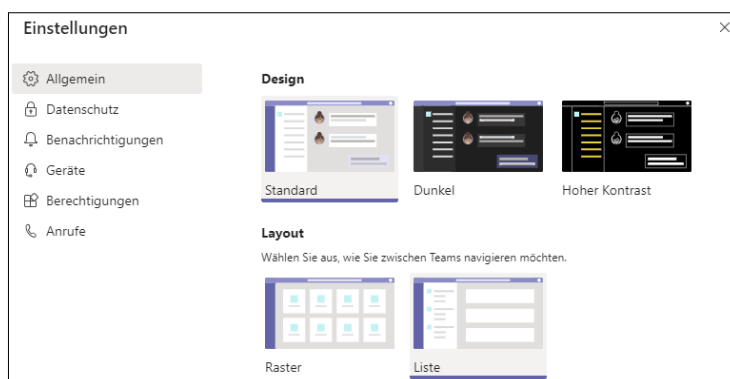 Einstellungen
Allgemein
Datenschutz
Benachrichtigungen
Geräte
Berechtigungen
Anrufe
Design
Standard
Dunkel
Hoher Kontrast
Layout
Wählen Sie aus, wie Sie zwischen Teams navigieren möchten.
Raster
Liste